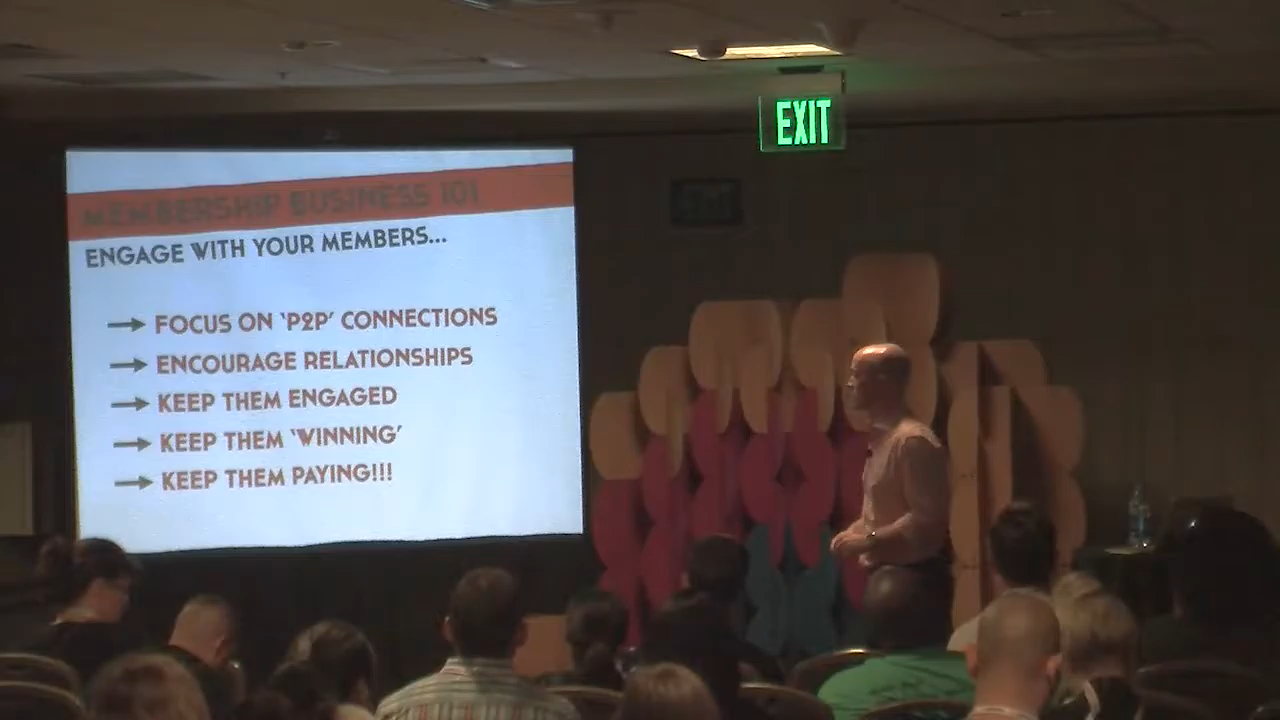 EXIT
MEMBERSHIP BUSINESS 101
ENGAGE WITH YOUR MEMBERS...
→ FOCUS ON 'P2P' CONNECTIONS
→ ENCOURAGE RELATIONSHIPS
→ KEEP THEM ENGAGED
→ KEEP THEM 'WINNING'
→ KEEP THEM PAYING!!!